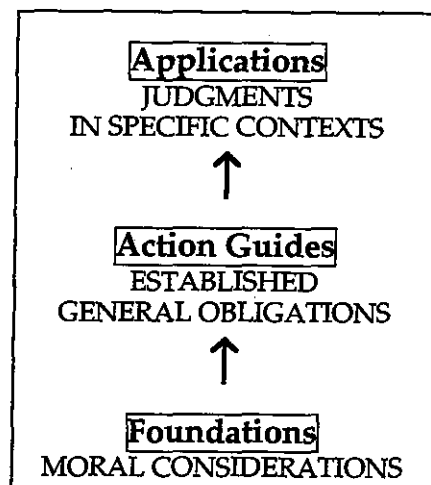 Applications
JUDGMENTS
IN SPECIFIC CONTEXTS
Action Guides
ESTABLISHED
GENERAL OBLIGATIONS
Foundations
MORAL CONSIDERATIONS